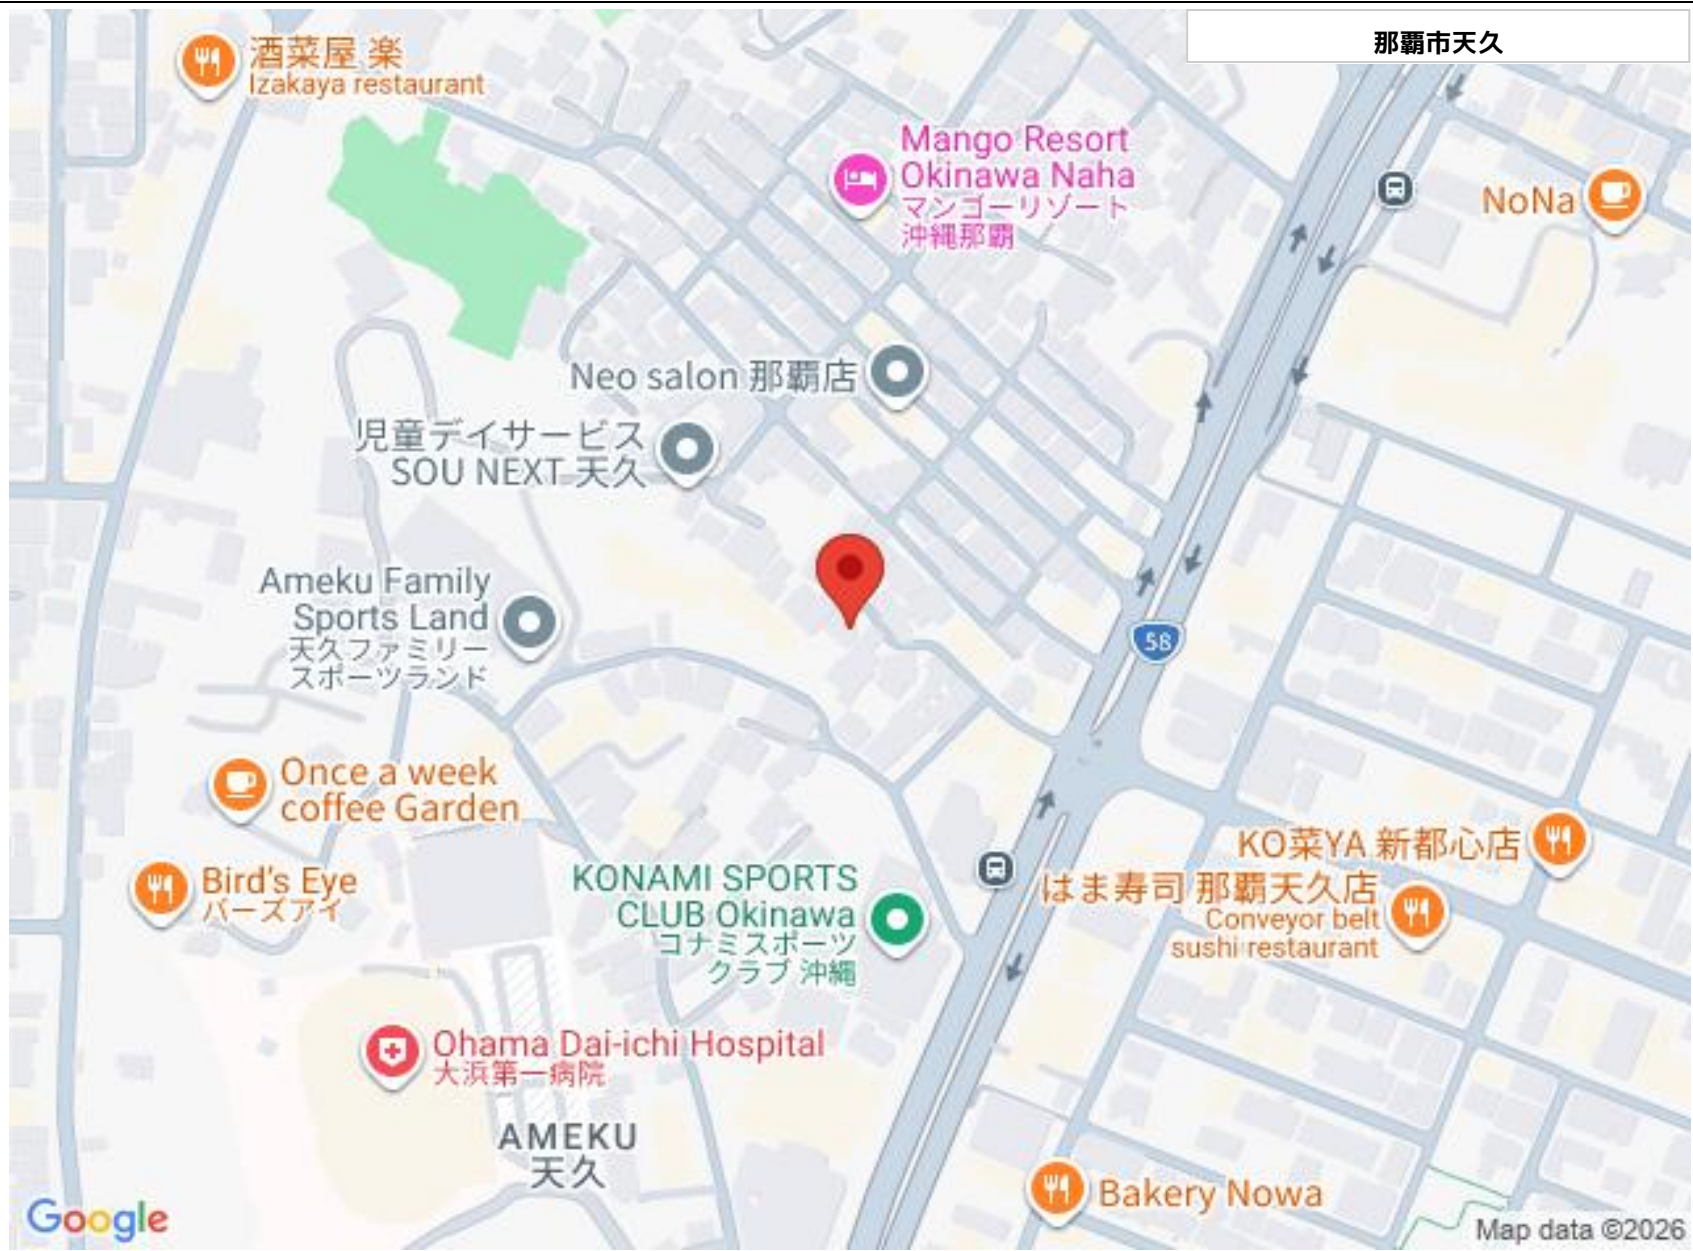 那覇市天久
酒菜屋 楽
Izakaya restaurant
Mango Resort
Okinawa Naha
マンゴーリゾート
沖縄那覇
NoNa
Neo salon 那覇店
児童デイサービス
SOU NEXT 天久
Ameku Family
Sports Land
天久ファミリー
スポーツランド
58
Once a week
coffee Garden
KO菜YA 新都心店
Bird's Eye
バーズアイ
KONAMI SPORTS
CLUB Okinawa
コナミスポーツ
クラブ 沖縄
はま寿司 那覇天久店
Conveyor belt
sushi restaurant
Ohama Dai-ichi Hospital
大浜第一病院
AMEKU
天久
Bakery Nowa
Google
Map data ©2026